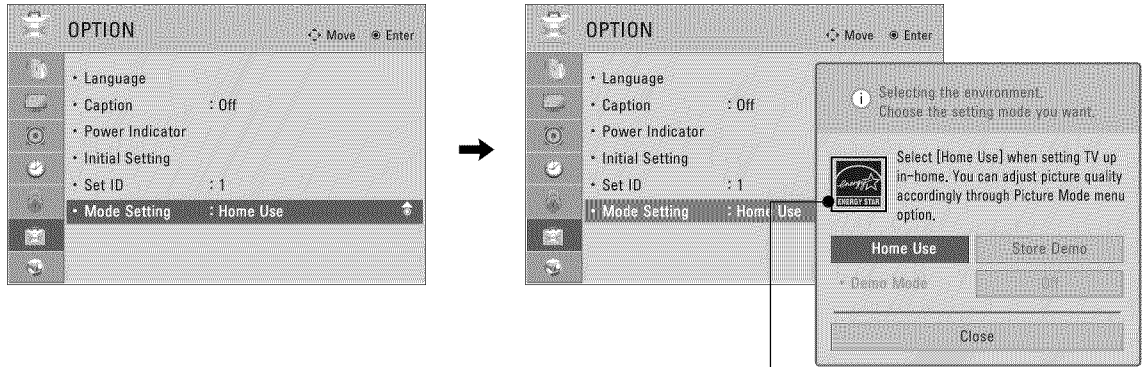 OPTION
Move Enter
• Language
• Caption : Off
• Power Indicator
• Initial Setting
• Set ID : 1
• Mode Setting : Home Use
OPTION
Move Enter
• Language
• Caption : Off
• Power Indicator
• Initial Setting
• Set ID : 1
• Mode Setting : Home Use
i
Selecting the environment.
Choose the setting mode you want.
energy
ENERGY STAR
Select [Home Use] when setting TV up
in-home. You can adjust picture quality
accordingly through Picture Mode menu
option.
Home Use Store Demo
• Demo Mode Off
Close